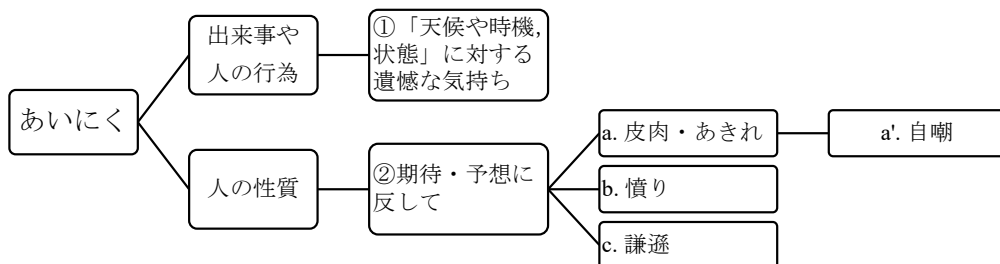 あいにく
出来事や
人の行為
①「天候や時機,
状態」に対する
遺憾な気持ち
人の性質
②期待・予想に
反して
a. 皮肉・あきれ
a'. 自嘲
b. 憤り
c. 謙遜